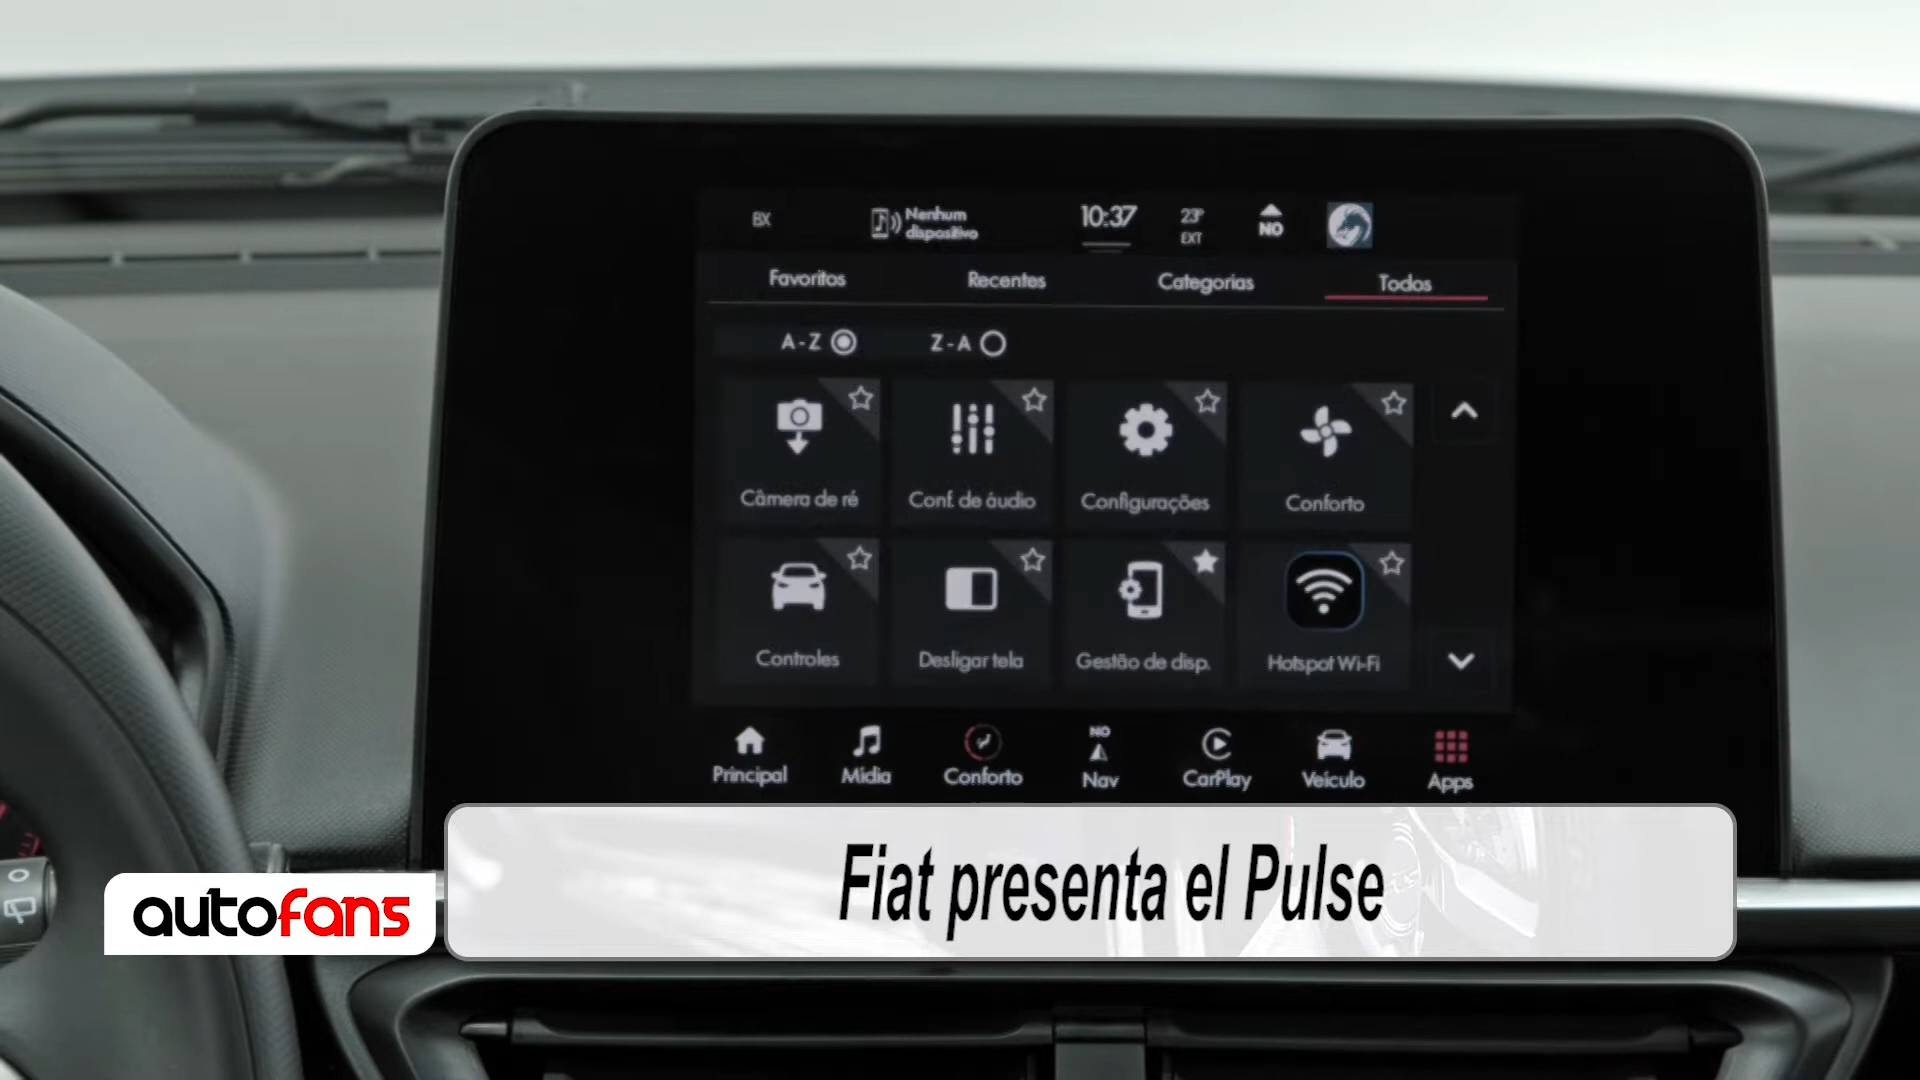 BX
Nenhum
dispositivo
10:37
23°
EXT
NO
Favoritos Recentes Categorias Todos
A - Z Z - A
Câmera de ré Conf. de áudio Configurações Conforto
Controles Desligar tela Gestão de disp. Hotspot Wi-Fi
NO
Principal Mídia Conforto Nav CarPlay Veículo Apps
Fiat presenta el Pulse
autofans